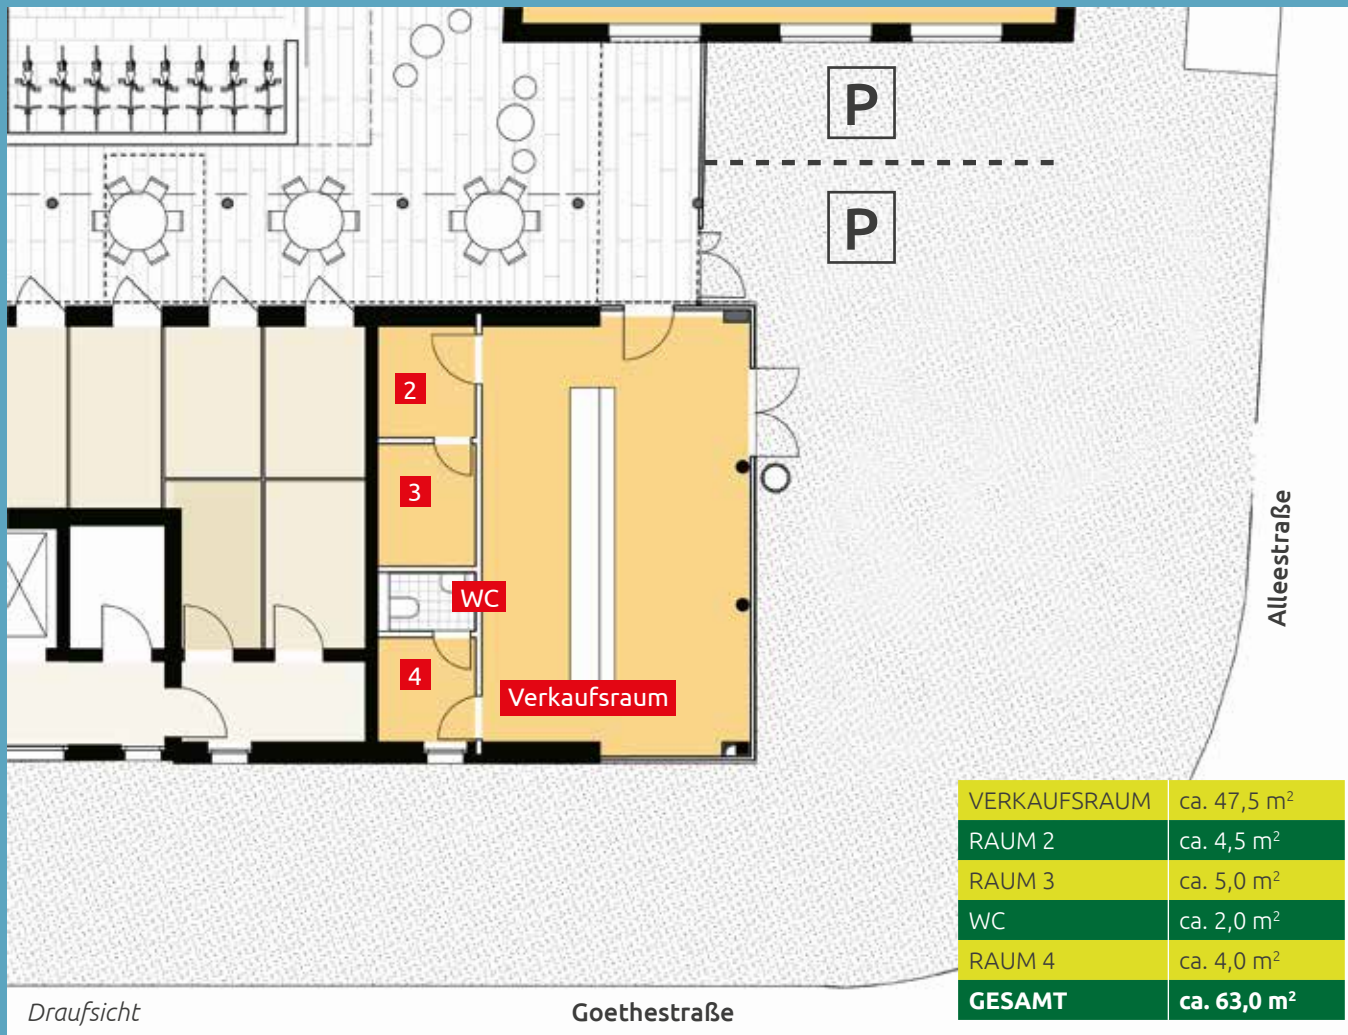 P
P
2
3
WC
4
Verkaufsraum
Alleestraße
VERKAUFSRAUM ca. 47,5 m²
RAUM 2 ca. 4,5 m²
RAUM 3 ca. 5,0 m²
WC ca. 2,0 m²
RAUM 4 ca. 4,0 m²
GESAMT ca. 63,0 m²
Draufsicht
Goethestraße